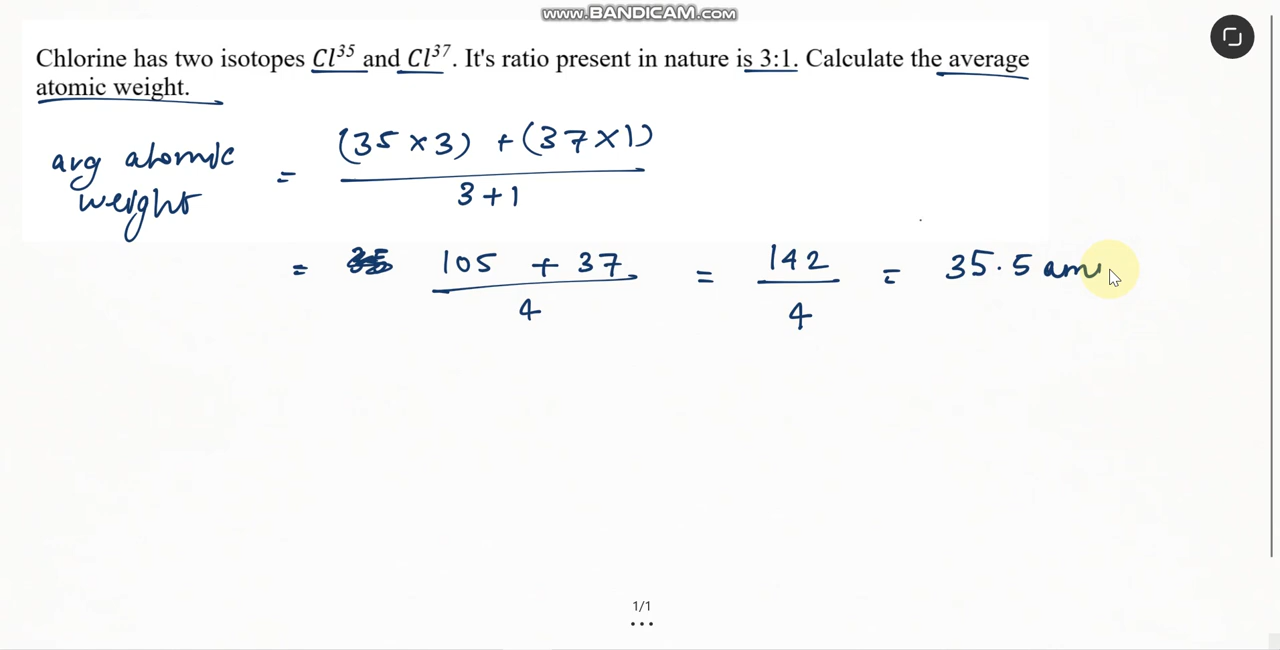 www.BANDICAM.com
Chlorine has two isotopes Cl³⁵ and Cl³⁷. It's ratio present in nature is 3:1. Calculate the average
atomic weight.
avg atomic weight = (35 × 3) + (37 × 1) / 3 + 1
= 105 + 37 / 4 = 142 / 4 = 35.5 am
1/1